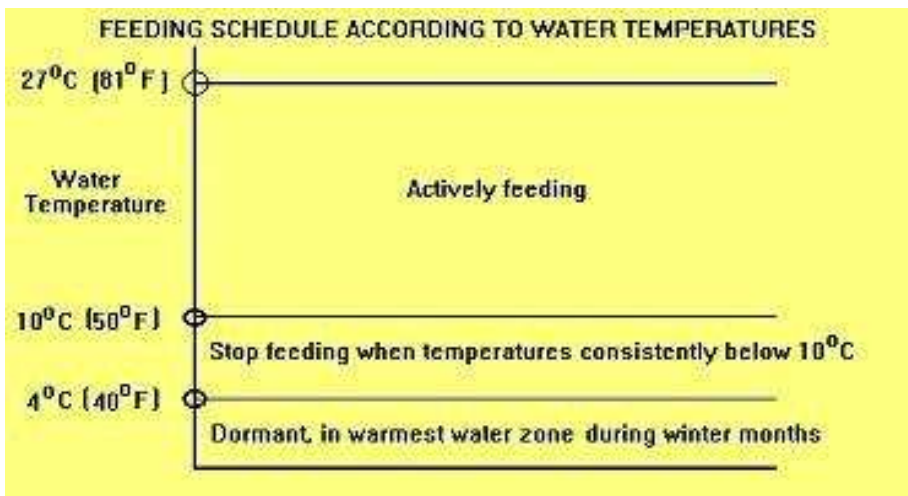 FEEDING SCHEDULE ACCORDING TO WATER TEMPERATURES
27°C (81°F)
Water
Temperature
Actively feeding
10°C (50°F)
Stop feeding when temperatures consistently below 10°C
4°C (40°F)
Dormant, in warmest water zone during winter months